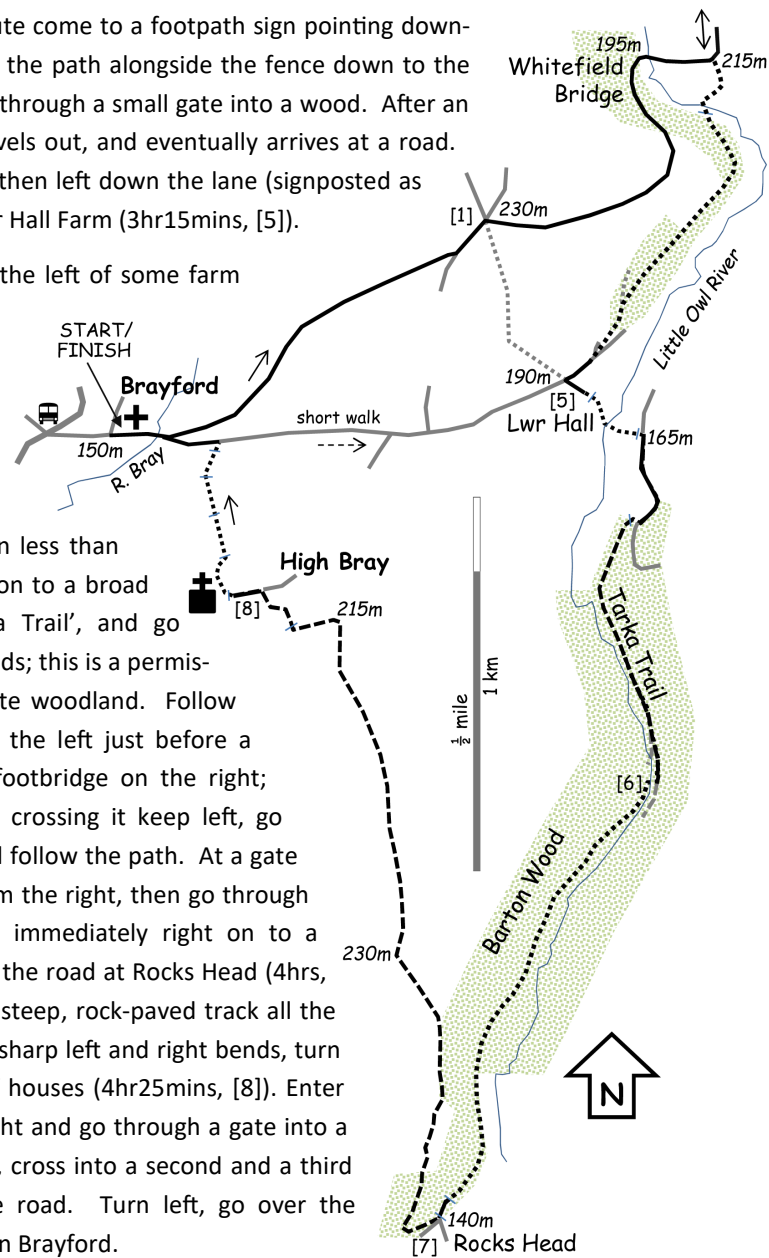 ute come to a footpath sign pointing down-
the path alongside the fence down to the
through a small gate into a wood. After an
vels out, and eventually arrives at a road.
then left down the lane (signposted as
r Hall Farm (3hr15mins, [5]).
the left of some farm
195m
Whitefield
Bridge
215m
[1]
230m
Little Owl River
START/
FINISH
Brayford
150m
R. Bray
short walk
190m
[5]
Lwr Hall
165m
n less than
on to a broad
a Trail’, and go
ds; this is a permis-
te woodland. Follow
the left just before a
footbridge on the right;
crossing it keep left, go
d follow the path. At a gate
m the right, then go through
immediately right on to a
the road at Rocks Head (4hrs,
steep, rock-paved track all the
sharp left and right bends, turn
houses (4hr25mins, [8]). Enter
ht and go through a gate into a
, cross into a second and a third
e road. Turn left, go over the
n Brayford.
High Bray
[8]
215m
½ mile
1 km
Tarka Trail
[6]
Barton Wood
230m
N
140m
[7]
Rocks Head